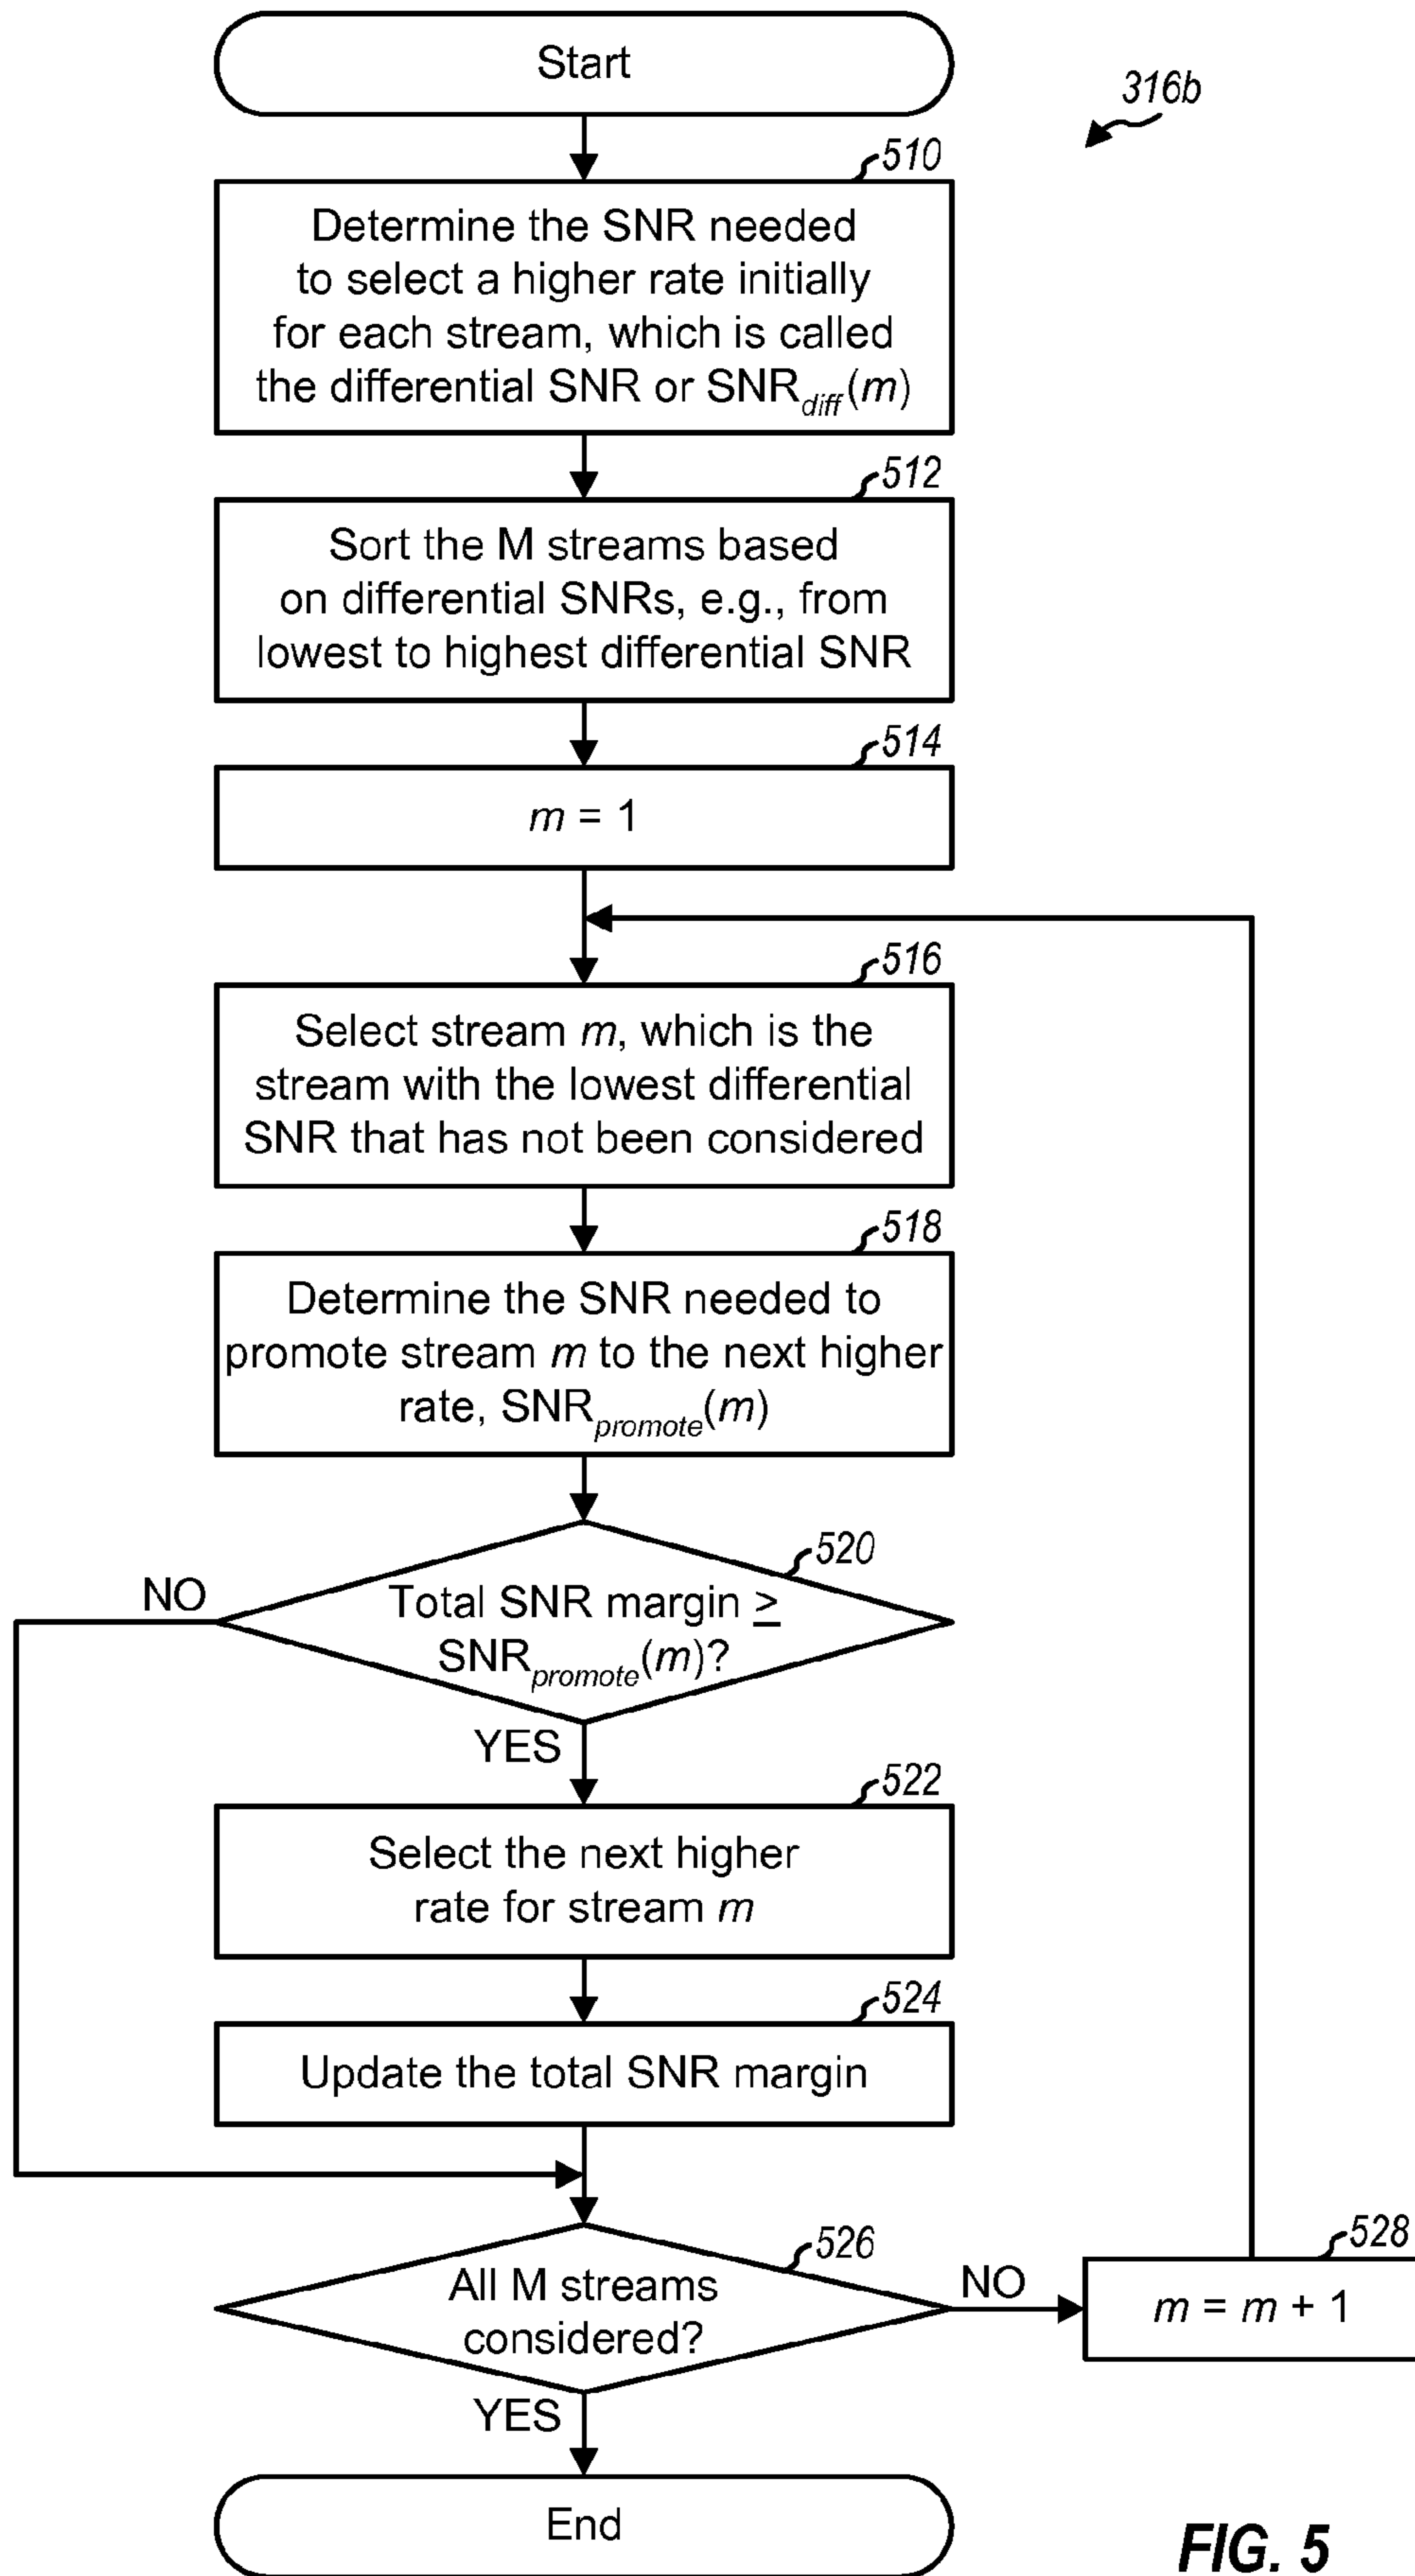 Start
316b
510
Determine the SNR needed
to select a higher rate initially
for each stream, which is called
the differential SNR or SNRdiff(m)
512
Sort the M streams based
on differential SNRs, e.g., from
lowest to highest differential SNR
514
m = 1
516
Select stream m, which is the
stream with the lowest differential
SNR that has not been considered
518
Determine the SNR needed to
promote stream m to the next higher
rate, SNRpromote(m)
520
NO
Total SNR margin ≥
SNRpromote(m)?
YES
522
Select the next higher
rate for stream m
524
Update the total SNR margin
526
528
All M streams
considered?
NO
m = m + 1
YES
End
FIG. 5